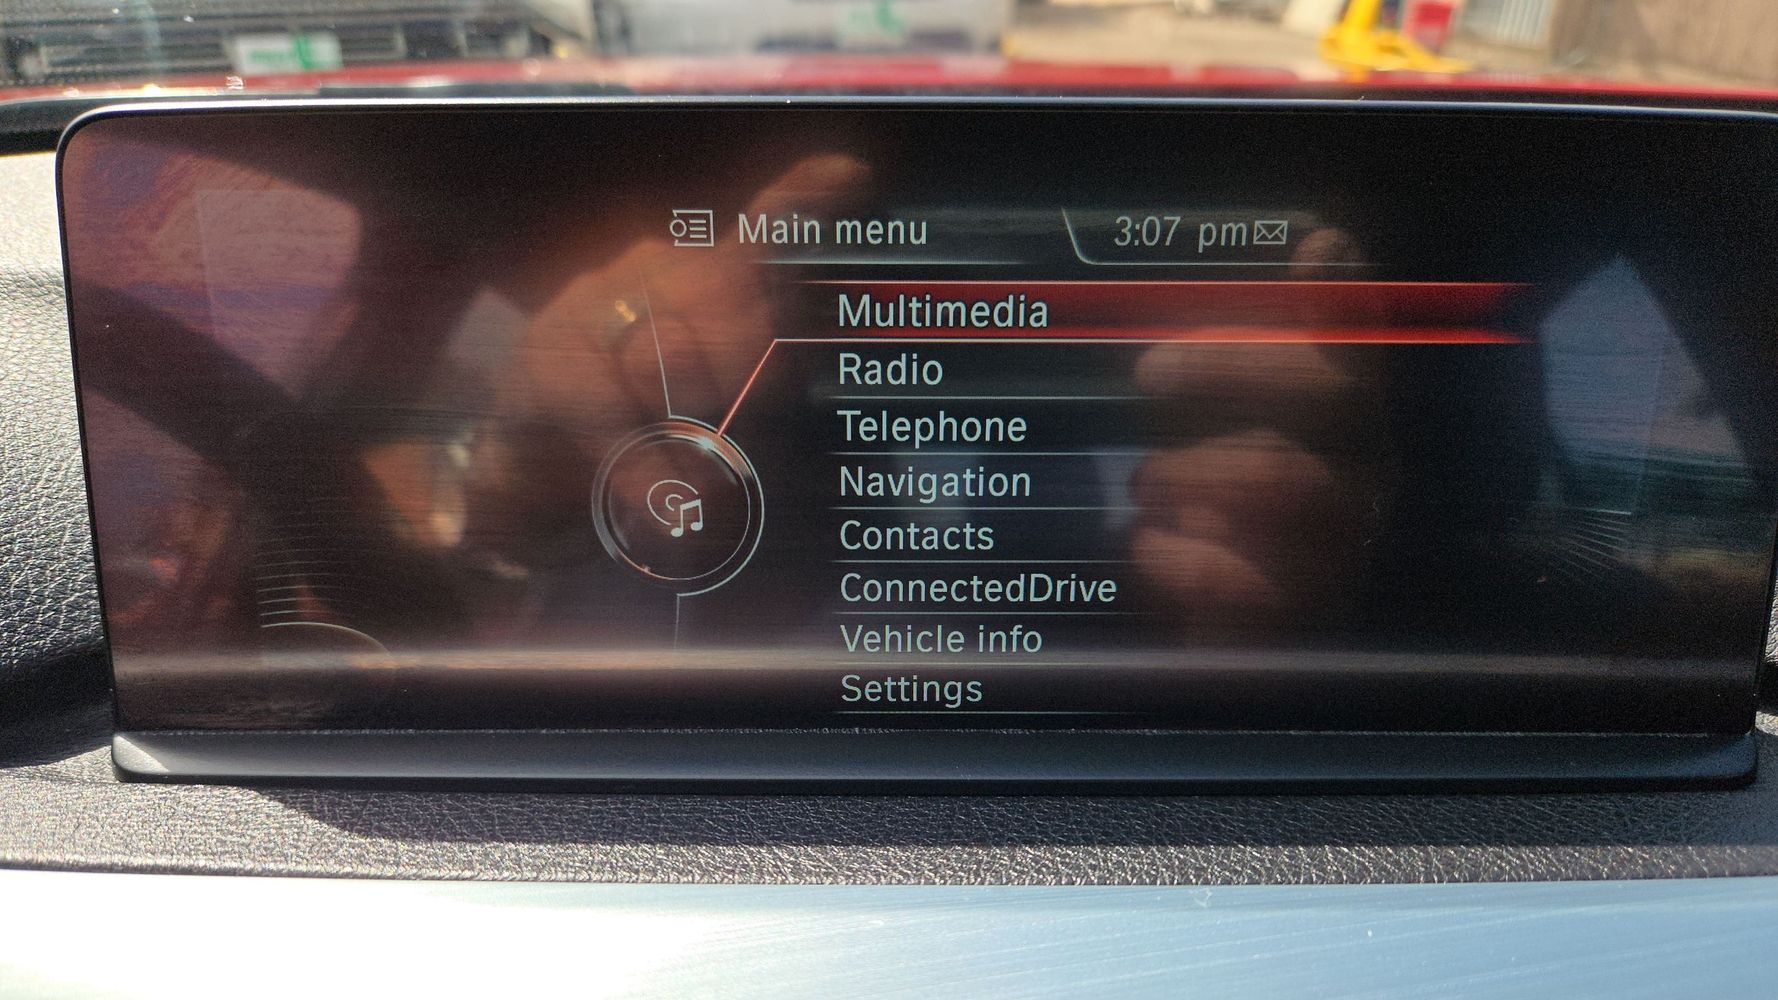 Main menu 3:07 pm
Multimedia
Radio
Telephone
Navigation
Contacts
ConnectedDrive
Vehicle info
Settings